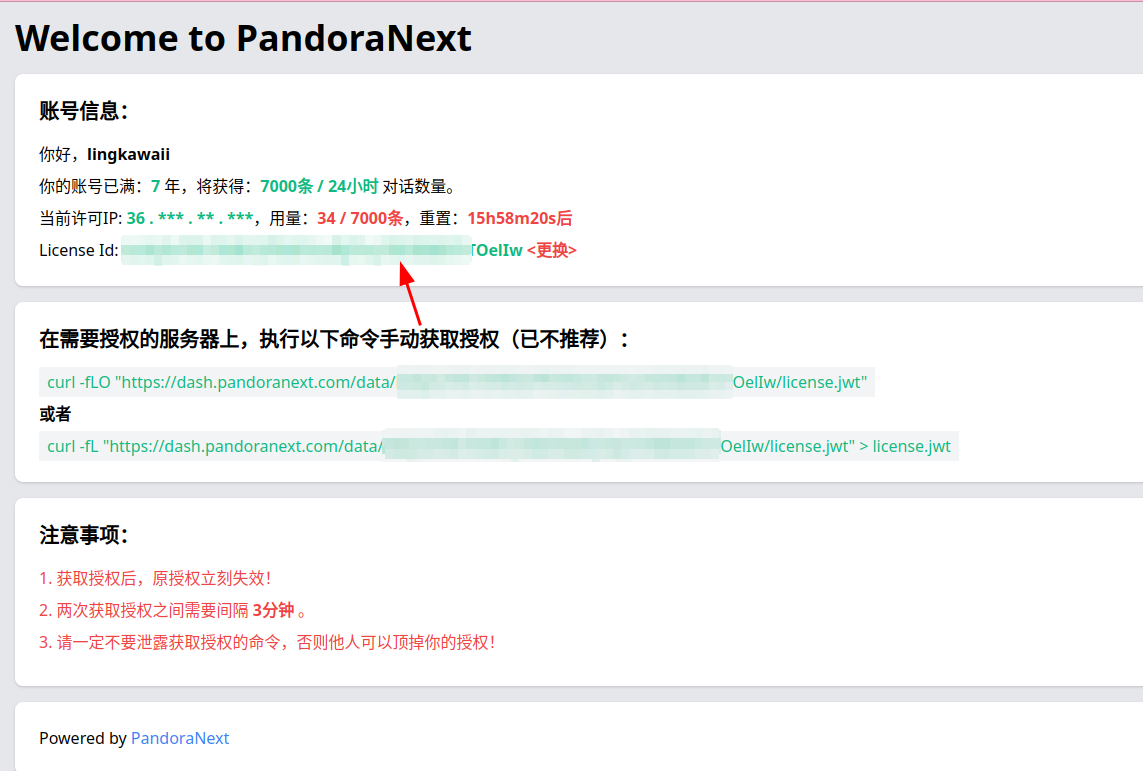 Welcome to PandoraNext
账号信息：
你好，lingkawaii
你的账号已满：7 年，将获得：7000条 / 24小时 对话数量。
当前许可IP: 36 . *** . ** . ***，用量：34 / 7000条，重置：15h58m20s后
License Id: TOelIw <更换>
在需要授权的服务器上，执行以下命令手动获取授权（已不推荐）：
curl -fLO "https://dash.pandoranext.com/data/ OelIw/license.jwt"
或者
curl -fL "https://dash.pandoranext.com/data/ OelIw/license.jwt" > license.jwt
注意事项：
1. 获取授权后，原授权立刻失效！
2. 两次获取授权之间需要间隔 3分钟 。
3. 请一定不要泄露获取授权的命令，否则他人可以顶掉你的授权！
Powered by PandoraNext